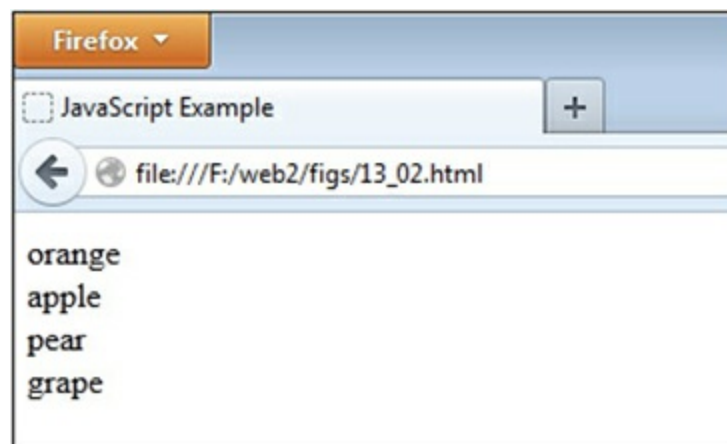 Firefox
JavaScript Example
file:///F:/web2/figs/13_02.html
orange
apple
pear
grape